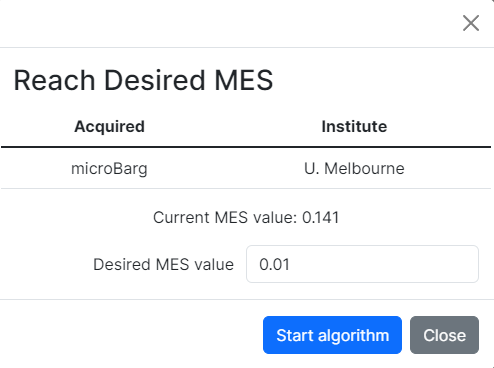 Reach Desired MES
Acquired Institute
microBarg U. Melbourne
Current MES value: 0.141
Desired MES value 0.01
Start algorithm Close